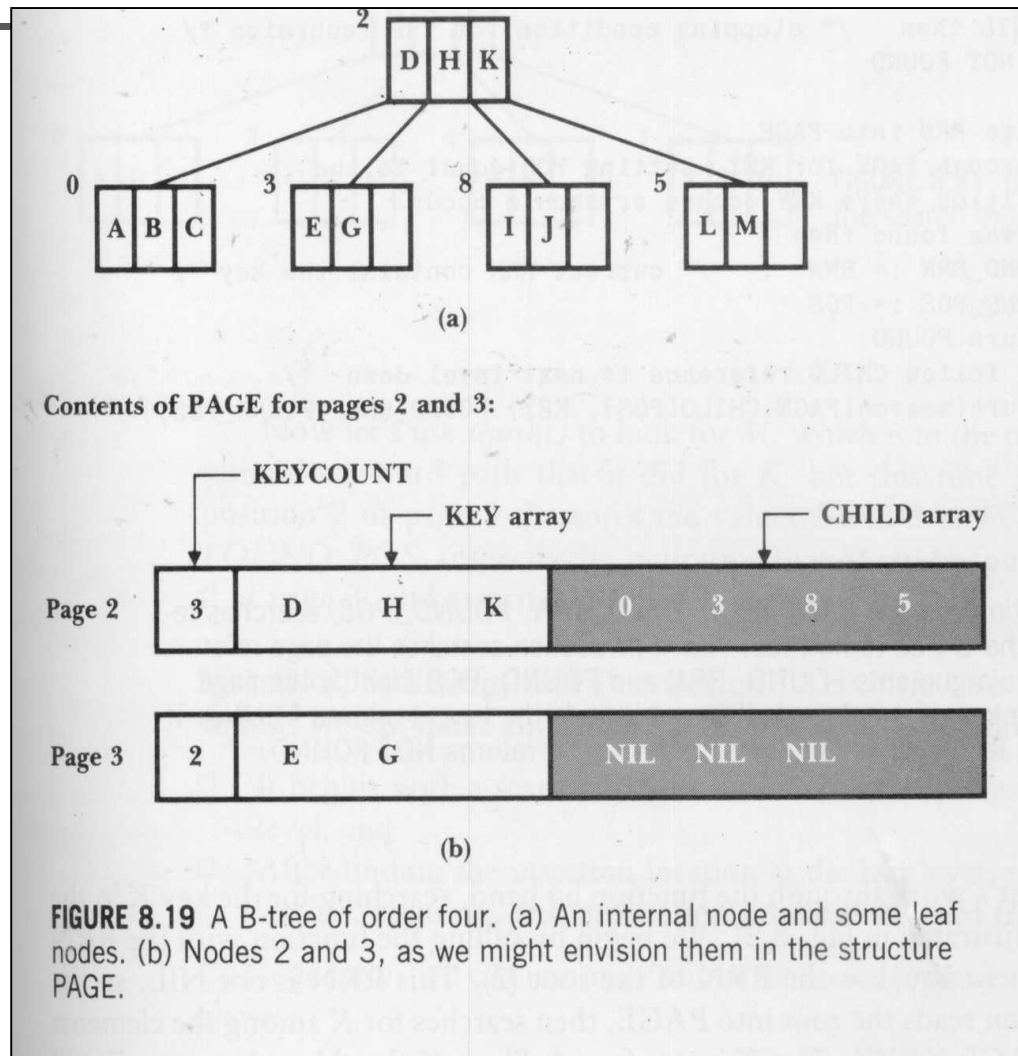 2
D H K
0 3 8 5
A B C E G I J L M
(a)
Contents of PAGE for pages 2 and 3:
KEYCOUNT
KEY array
CHILD array
Page 2 3 D H K 0 3 8 5
Page 3 2 E G NIL NIL NIL
(b)
FIGURE 8.19 A B-tree of order four. (a) An internal node and some leaf
nodes. (b) Nodes 2 and 3, as we might envision them in the structure
PAGE.